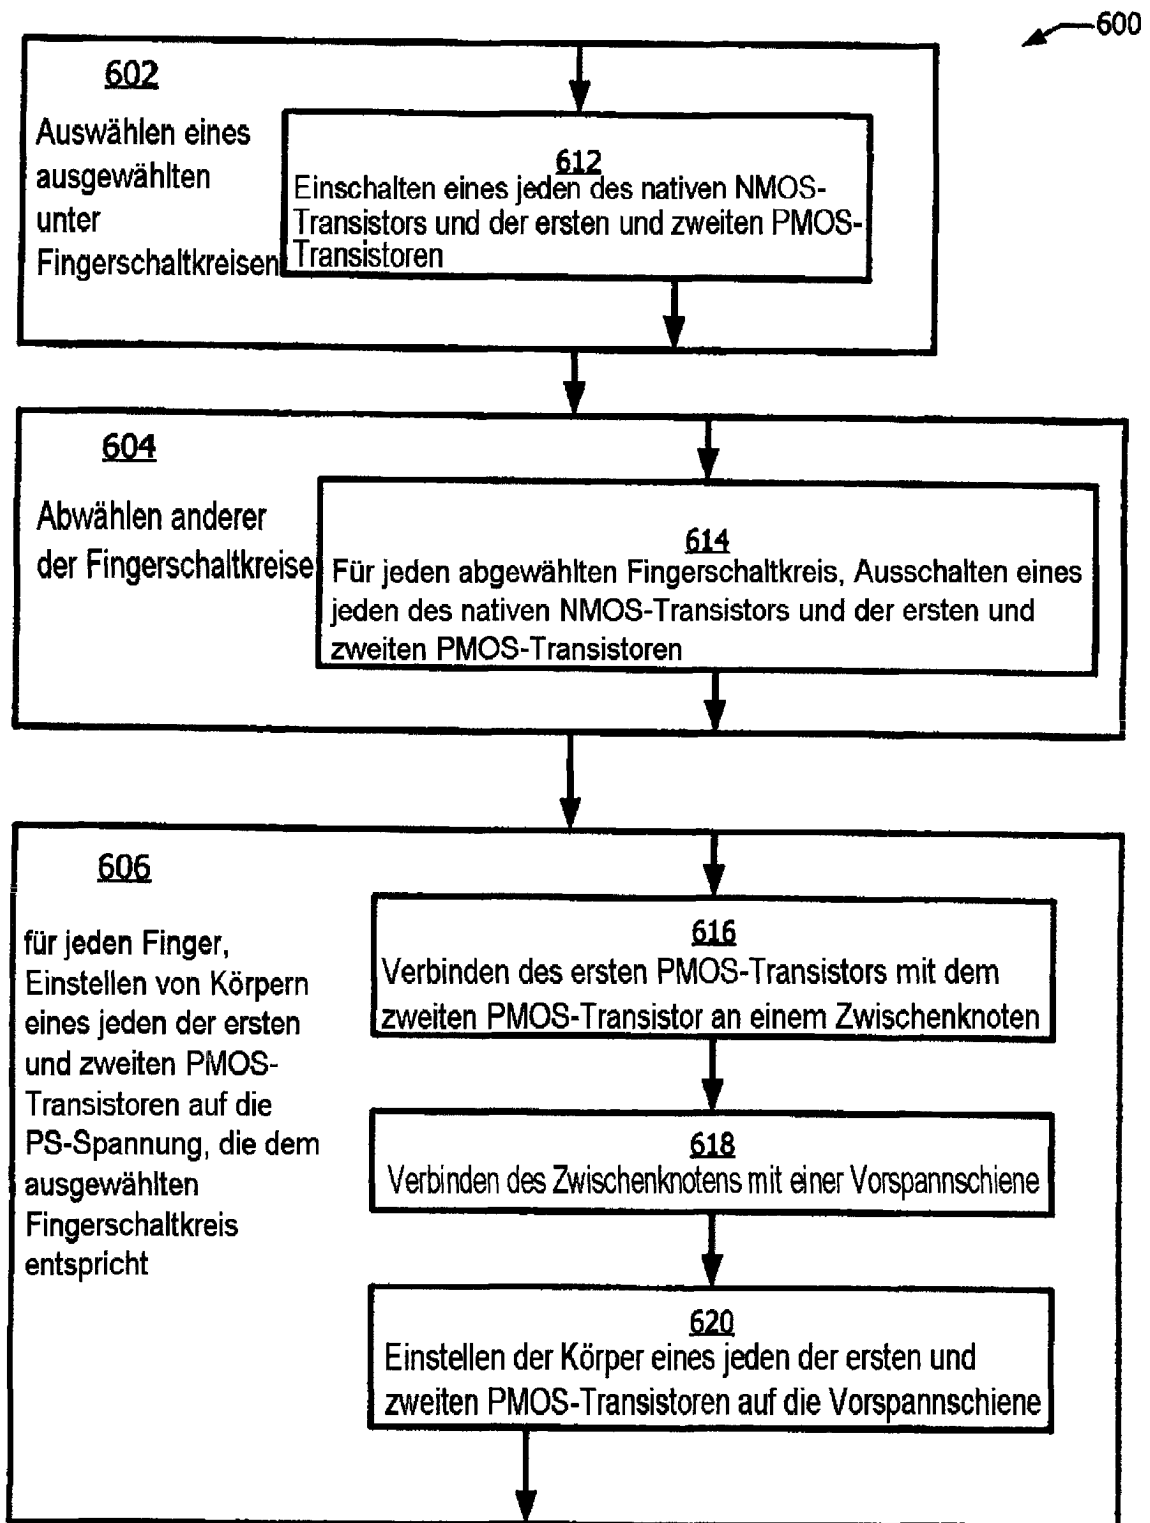 600
602
Auswählen eines
ausgewählten
unter
Fingerschaltkreisen
612
Einschalten eines jeden des nativen NMOS-
Transistors und der ersten und zweiten PMOS-
Transistoren
604
Abwählen anderer
der Fingerschaltkreise
614
Für jeden abgewählten Fingerschaltkreis, Ausschalten eines
jeden des nativen NMOS-Transistors und der ersten und
zweiten PMOS-Transistoren
606
für jeden Finger,
Einstellen von Körpern
eines jeden der ersten
und zweiten PMOS-
Transistoren auf die
PS-Spannung, die dem
ausgewählten
Fingerschaltkreis
entspricht
616
Verbinden des ersten PMOS-Transistors mit dem
zweiten PMOS-Transistor an einem Zwischenknoten
618
Verbinden des Zwischenknotens mit einer Vorspannschiene
620
Einstellen der Körper eines jeden der ersten und
zweiten PMOS-Transistoren auf die Vorspannschiene